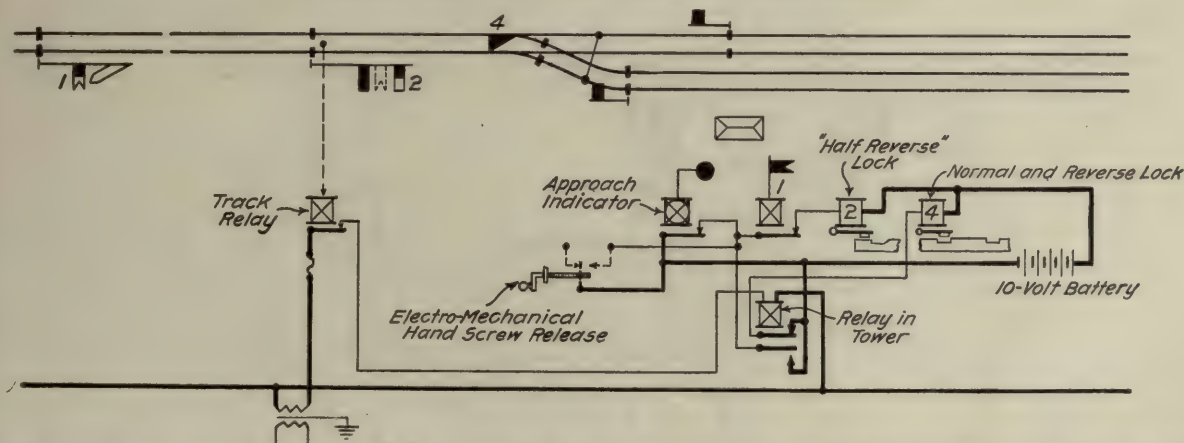 4
1
2
"Half Reverse"
Lock
Normal and Reverse Lock
Approach
Indicator
1
2
4
Track
Relay
10-Volt Battery
Electro-Mechanical
Hand Screw Release
Relay in
Tower